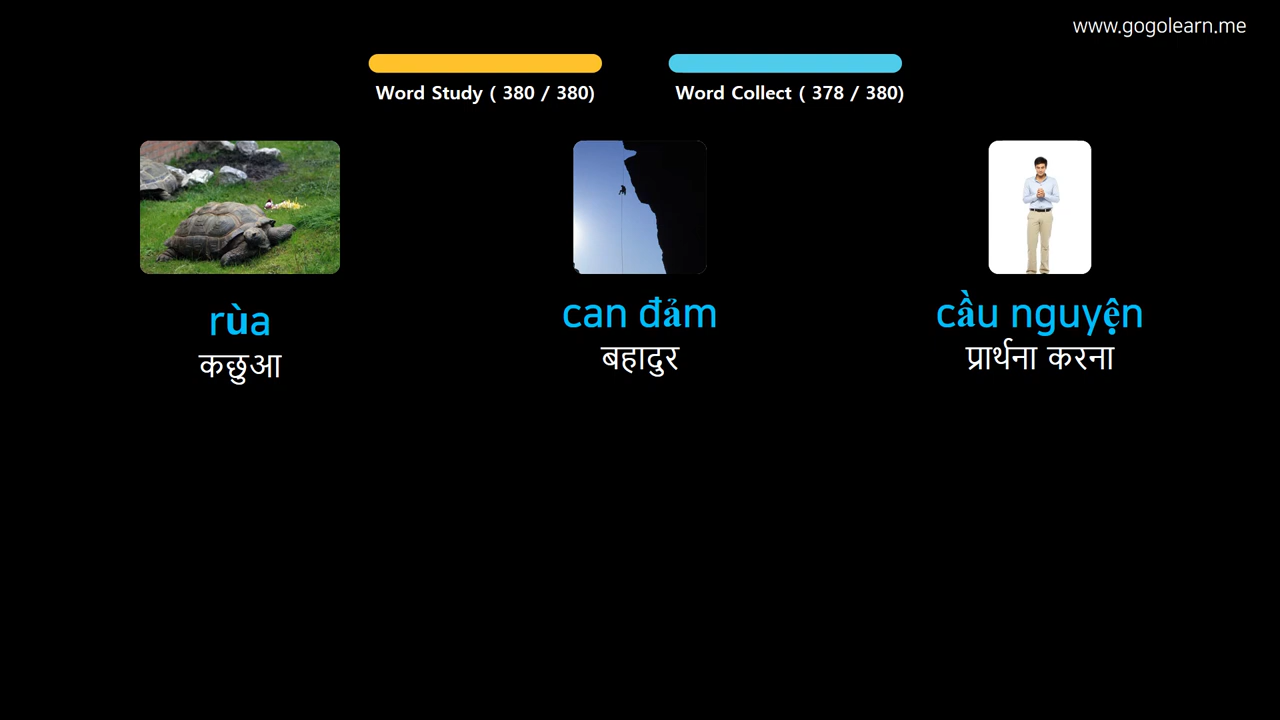 www.gogolearn.me
Word Study ( 380 / 380)
Word Collect ( 378 / 380)
rùa
कछुआ
can đảm
बहादुर
cầu nguyện
प्रार्थना करना